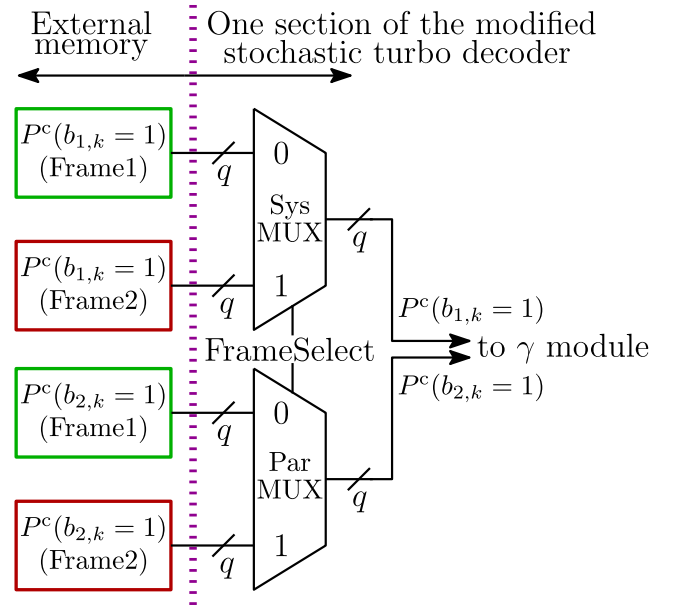 External
memory
One section of the modified
stochastic turbo decoder
P^c(b_{1,k} = 1)
(Frame1)
q
0
Sys
MUX
q
P^c(b_{1,k} = 1)
(Frame2)
q
1
P^c(b_{1,k} = 1)
FrameSelect
to γ module
P^c(b_{2,k} = 1)
P^c(b_{2,k} = 1)
(Frame1)
q
0
Par
MUX
q
P^c(b_{2,k} = 1)
(Frame2)
q
1